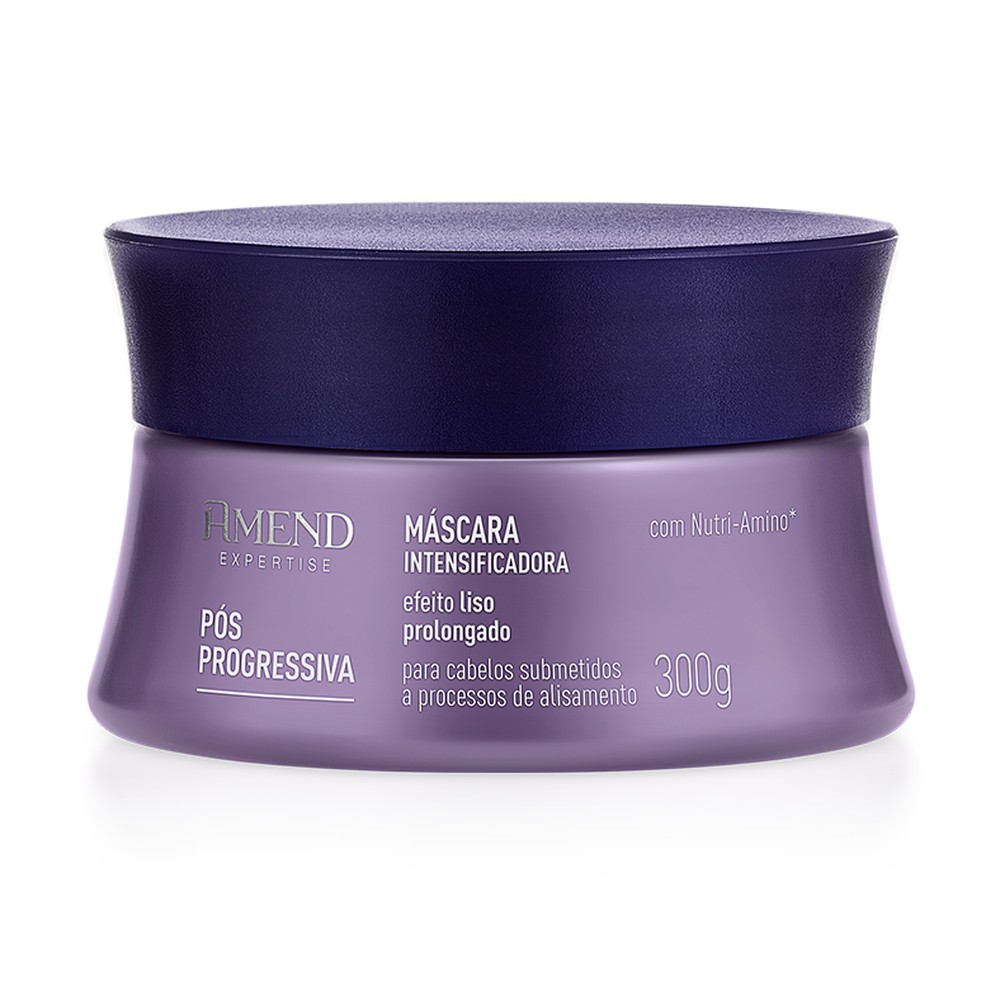 AMEND
EXPERTISE
PÓS
PROGRESSIVA
MÁSCARA
INTENSIFICADORA
efeito liso
prolongado
para cabelos submetidos
a processos de alisamento
com Nutri-Amino*
300g